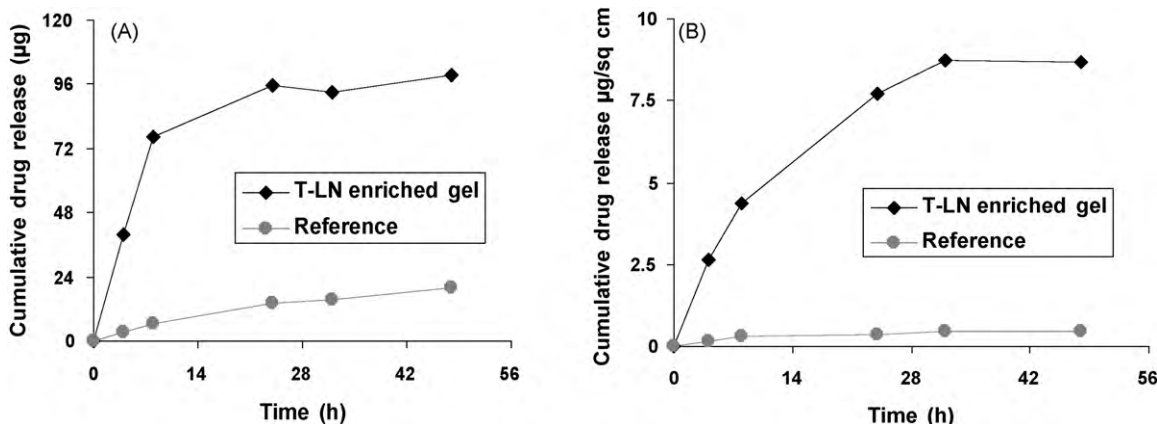 (A)
Cumulative drug release (µg)
120
96
72
48
24
0
T-LN enriched gel
Reference
0 14 28 42 56
Time (h)
(B)
Cumulative drug release µg/sq cm
10
7.5
5
2.5
0
T-LN enriched gel
Reference
0 14 28 42 56
Time (h)